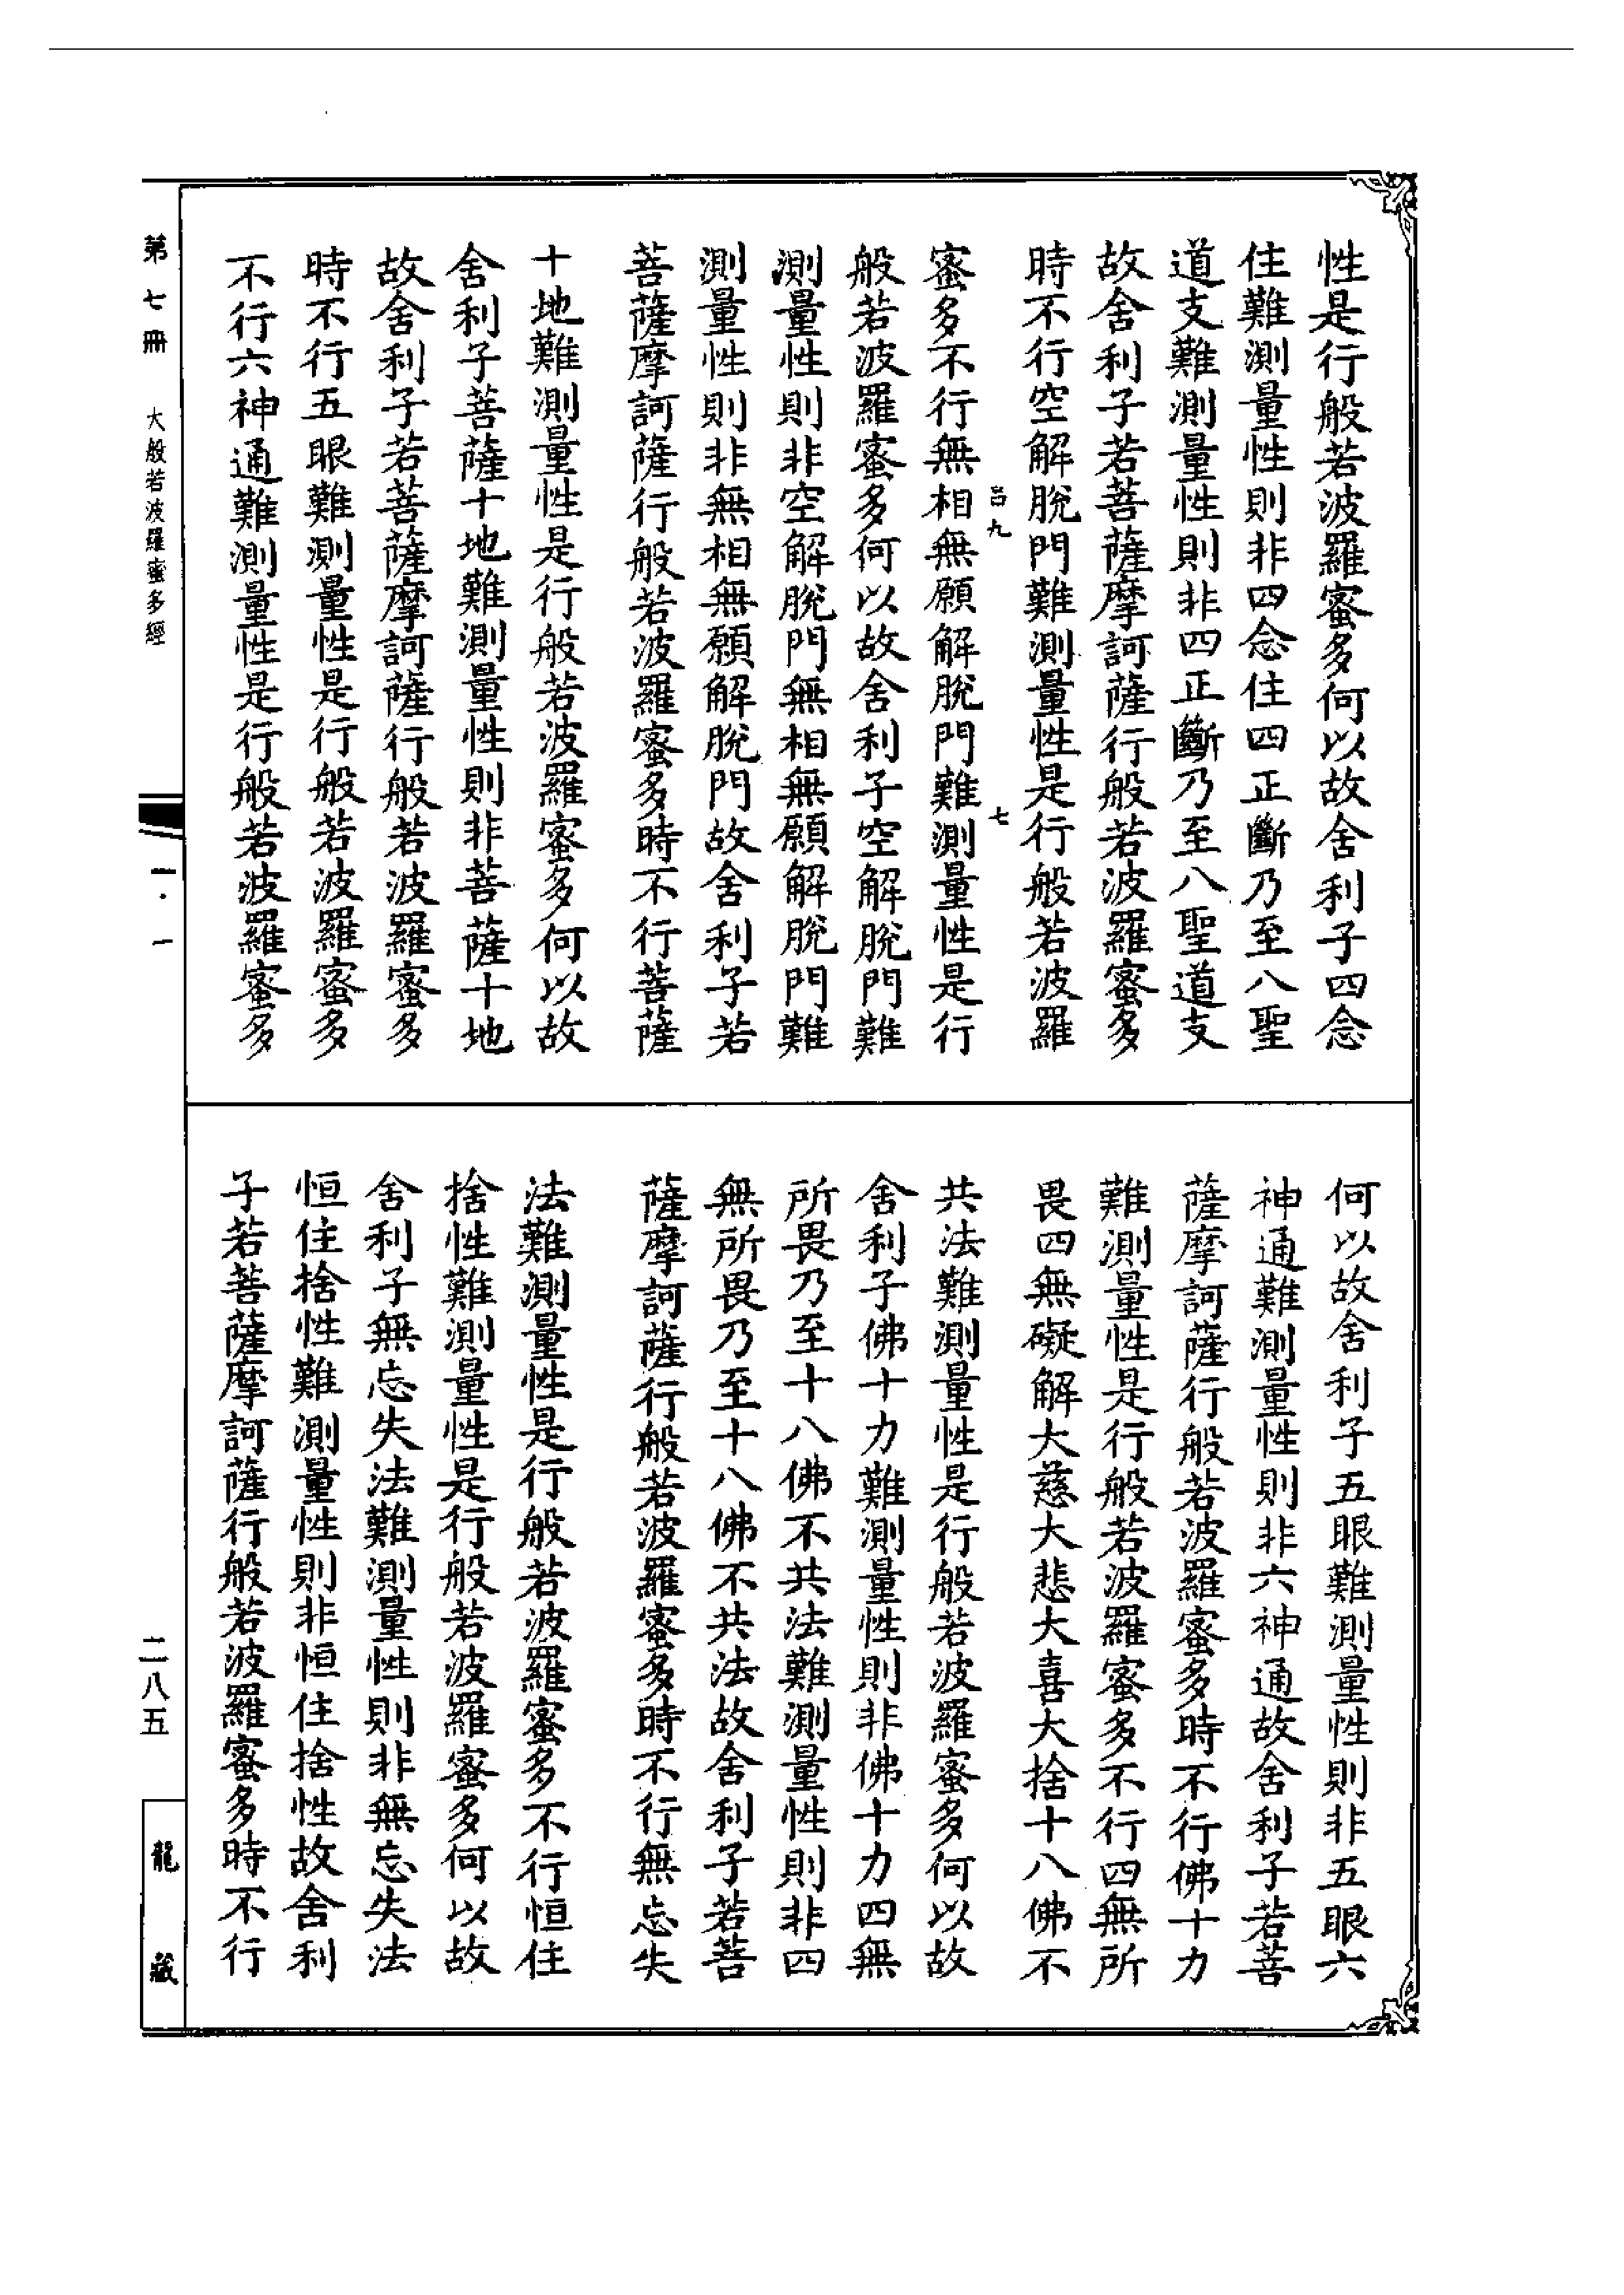 性是行般若波羅蜜多何以故舍利子四念
住難測量性則非四念住四正斷乃至八聖
道支難測量性則非四正斷乃至八聖道支
故舍利子若菩薩摩訶薩行般若波羅蜜多
時不行空解脫門難測量性是行般若波羅
蜜多不行無相無願解脫門難測量性是行
般若波羅蜜多何以故舍利子空解脫門難
測量性則非空解脫門無相無願解脫門難
測量性則非無相無願解脫門故舍利子若
菩薩摩訶薩行般若波羅蜜多時不行菩薩
十地難測量性是行般若波羅蜜多何以故
舍利子菩薩十地難測量性則非菩薩十地
故舍利子若菩薩摩訶薩行般若波羅蜜多
時不行五眼難測量性是行般若波羅蜜多
不行六神通難測量性是行般若波羅蜜多
何以故舍利子五眼難測量性則非五眼六
神通難測量性則非六神通故舍利子若菩
薩摩訶薩行般若波羅蜜多時不行佛十力
難測量性是行般若波羅蜜多不行四無所
畏四無礙解大慈大悲大喜大捨十八佛不
共法難測量性是行般若波羅蜜多何以故
舍利子佛十力難測量性則非佛十力四無
所畏乃至十八佛不共法難測量性則非四
無所畏乃至十八佛不共法故舍利子若菩
薩摩訶薩行般若波羅蜜多時不行無忘失
法難測量性是行般若波羅蜜多不行恒住
捨性難測量性是行般若波羅蜜多何以故
舍利子無忘失法難測量性則非無忘失法
恒住捨性難測量性則非恒住捨性故舍利
子若菩薩摩訶薩行般若波羅蜜多時不行
九 七
第七冊 大般若波羅蜜多經
一·一
二八五
龍藏